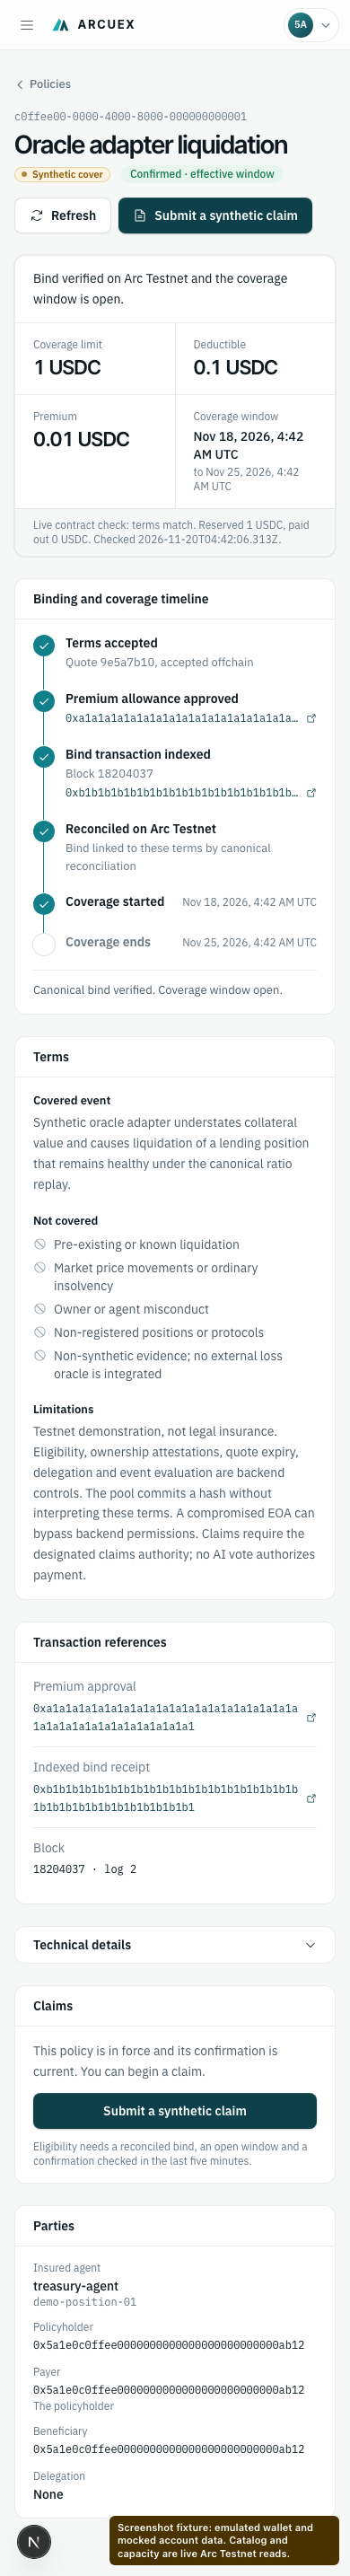 ARCUEX
5A
Policies
c0ffee00-0000-4000-8000-000000000001
Oracle adapter liquidation
Synthetic cover
Confirmed · effective window
Refresh
Submit a synthetic claim
Bind verified on Arc Testnet and the coverage
window is open.
Coverage limit
1 USDC
Deductible
0.1 USDC
Premium
0.01 USDC
Coverage window
Nov 18, 2026, 4:42
AM UTC
to Nov 25, 2026, 4:42
AM UTC
Live contract check: terms match. Reserved 1 USDC, paid
out 0 USDC. Checked 2026-11-20T04:42:06.313Z.
Binding and coverage timeline
Terms accepted
Quote 9e5a7b10, accepted offchain
Premium allowance approved
0xa1a1a1a1a1a1a1a1a1a1a1a1a1a1a1a1a1a…
Bind transaction indexed
Block 18204037
0xb1b1b1b1b1b1b1b1b1b1b1b1b1b1b1b1b1b…
Reconciled on Arc Testnet
Bind linked to these terms by canonical
reconciliation
Coverage started
Nov 18, 2026, 4:42 AM UTC
Coverage ends
Nov 25, 2026, 4:42 AM UTC
Canonical bind verified. Coverage window open.
Terms
Covered event
Synthetic oracle adapter understates collateral
value and causes liquidation of a lending position
that remains healthy under the canonical ratio
replay.
Not covered
Pre-existing or known liquidation
Market price movements or ordinary
insolvency
Owner or agent misconduct
Non-registered positions or protocols
Non-synthetic evidence; no external loss
oracle is integrated
Limitations
Testnet demonstration, not legal insurance.
Eligibility, ownership attestations, quote expiry,
delegation and event evaluation are backend
controls. The pool commits a hash without
interpreting these terms. A compromised EOA can
bypass backend permissions. Claims require the
designated claims authority; no AI vote authorizes
payment.
Transaction references
Premium approval
0xa1a1a1a1a1a1a1a1a1a1a1a1a1a1a1a1a1a1a1a
1a1a1a1a1a1a1a1a1a1a1a1a1
Indexed bind receipt
0xb1b1b1b1b1b1b1b1b1b1b1b1b1b1b1b1b1b1b1b
1b1b1b1b1b1b1b1b1b1b1b1b1
Block
18204037 · log 2
Technical details
Claims
This policy is in force and its confirmation is
current. You can begin a claim.
Submit a synthetic claim
Eligibility needs a reconciled bind, an open window and a
confirmation checked in the last five minutes.
Parties
Insured agent
treasury-agent
demo-position-01
Policyholder
0x5a1e0c0ffee0000000000000000000000000ab12
Payer
0x5a1e0c0ffee0000000000000000000000000ab12
The policyholder
Beneficiary
0x5a1e0c0ffee0000000000000000000000000ab12
Delegation
None
N
Screenshot fixture: emulated wallet and
mocked account data. Catalog and
capacity are live Arc Testnet reads.